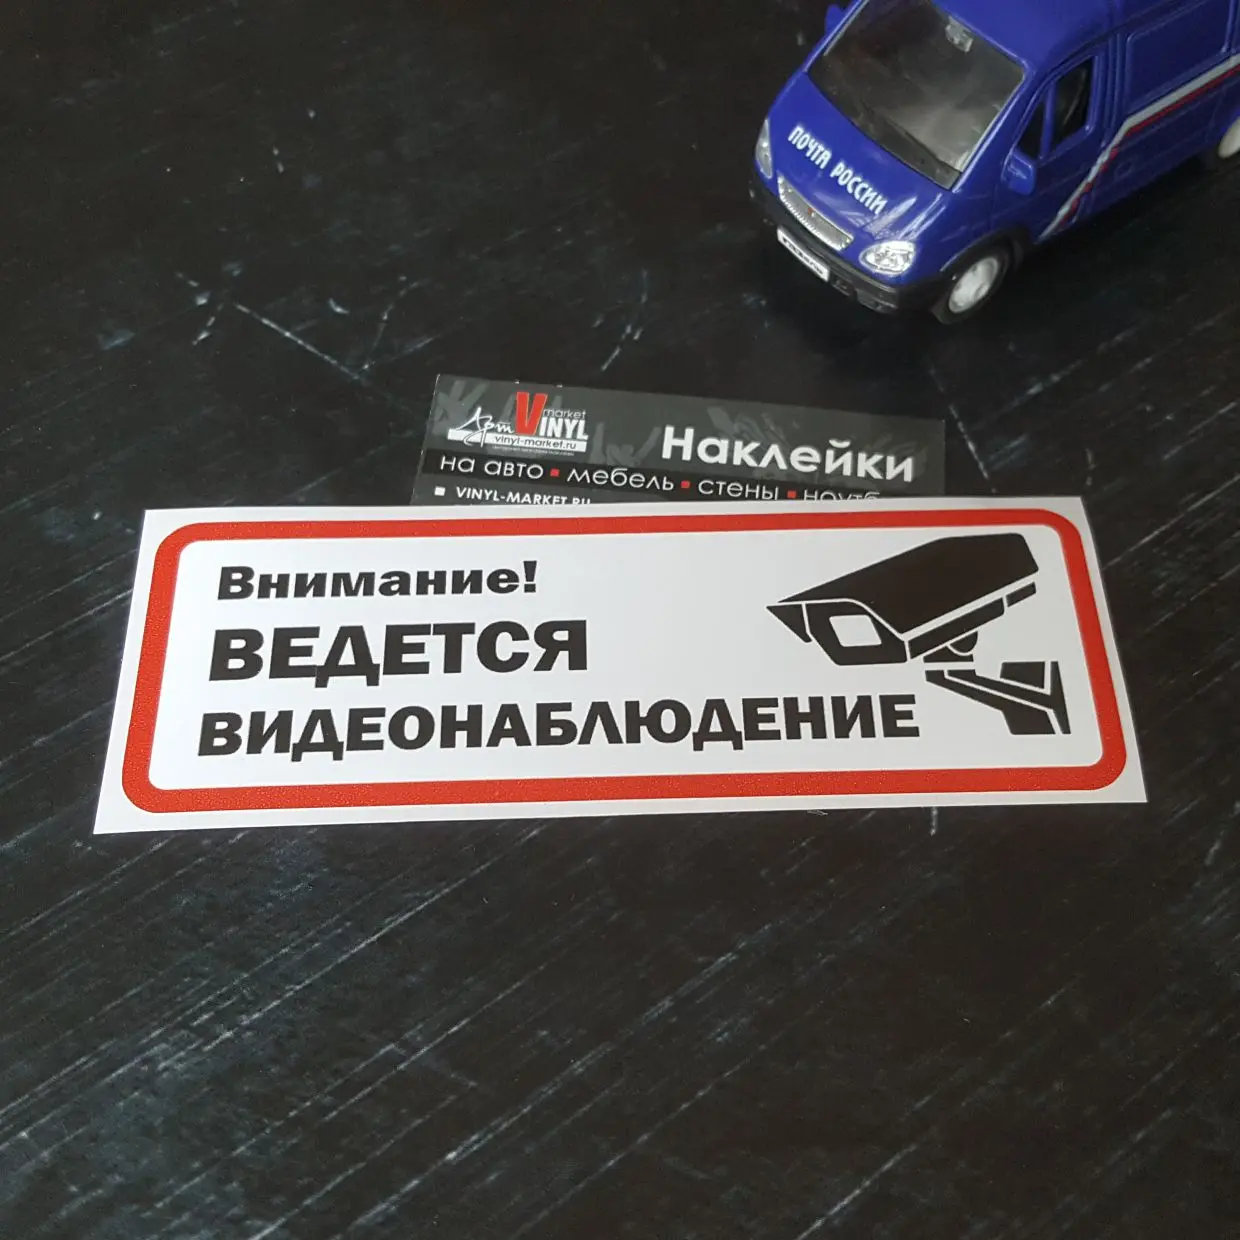 ПОЧТА РОССИИ
market
Арт VINYL
vinyl-market.ru
Наклейки
на авто ▪ мебель ▪ стены ▪
VINYL-MARKET.RU
Внимание!
ВЕДЕТСЯ
ВИДЕОНАБЛЮДЕНИЕ